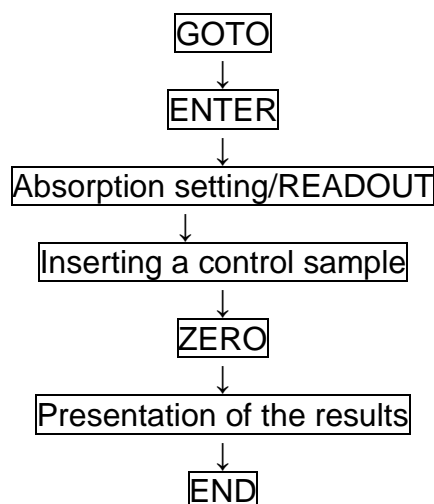 GOTO
↓
ENTER
↓
Absorption setting/READOUT
↓
Inserting a control sample
↓
ZERO
↓
Presentation of the results
↓
END